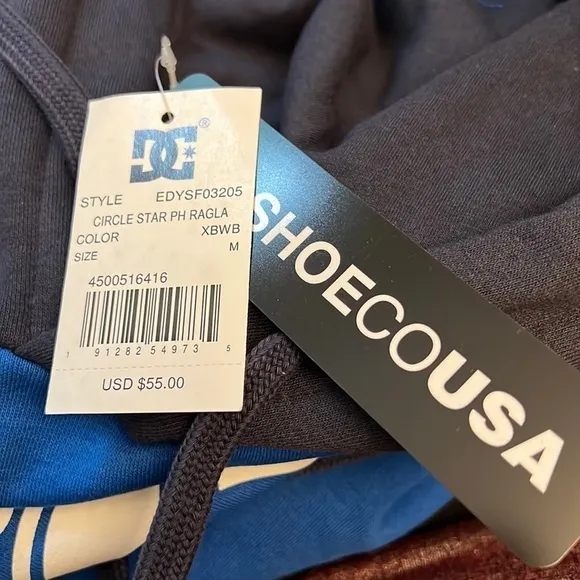 DC®
STYLE EDYSF03205
CIRCLE STAR PH RAGLA
COLOR XBWB
SIZE M
4500516416
1 91282 54973 5
USD $55.00
SHOECOUSA